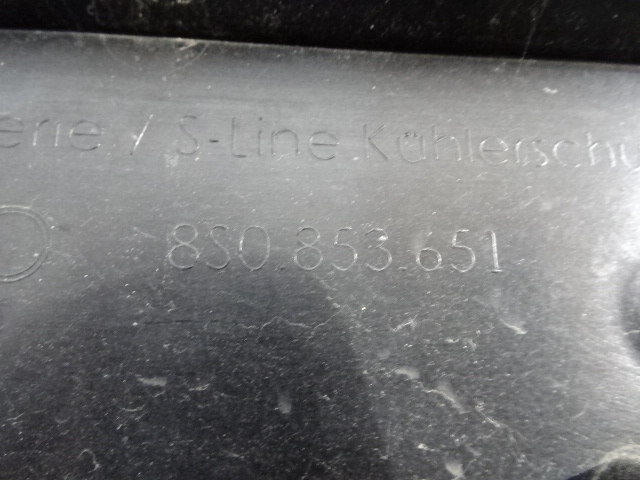 erie / S-Line Kühlerschu
8S0.853.651